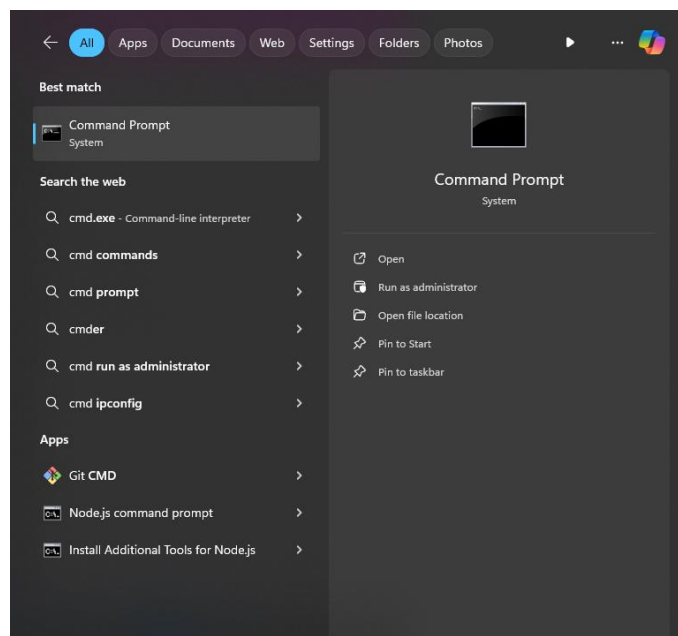 All Apps Documents Web Settings Folders Photos
Best match
Command Prompt
System
Search the web
cmd.exe - Command-line interpreter
cmd commands
cmd prompt
cmder
cmd run as administrator
cmd ipconfig
Apps
Git CMD
Node.js command prompt
Install Additional Tools for Node.js
Command Prompt
System
Open
Run as administrator
Open file location
Pin to Start
Pin to taskbar